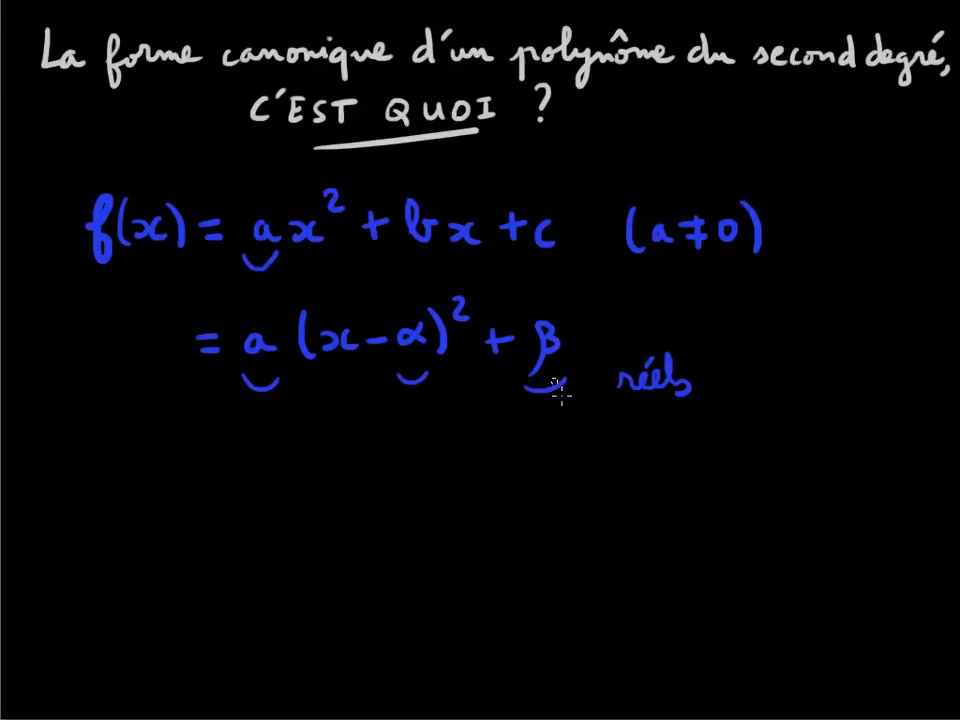 La forme canonique d'un polynôme du second degré,
C'EST QUOI ?
f(x) = ax² + bx + c (a ≠ 0)
= a (x - α)² + β
réels